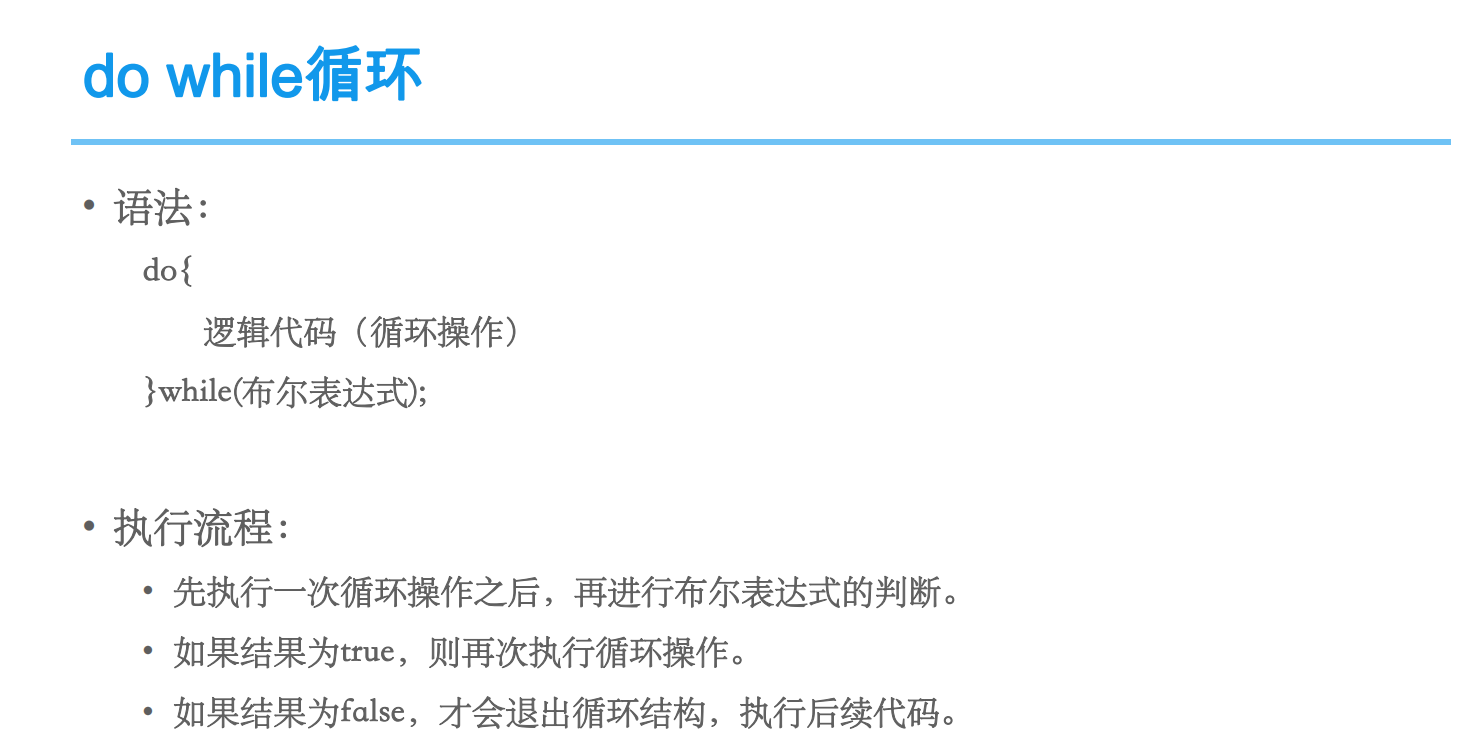 do while循环
• 语法：
do{
逻辑代码（循环操作）
}while(布尔表达式);
• 执行流程：
• 先执行一次循环操作之后，再进行布尔表达式的判断。
• 如果结果为true，则再次执行循环操作。
• 如果结果为false，才会退出循环结构，执行后续代码。